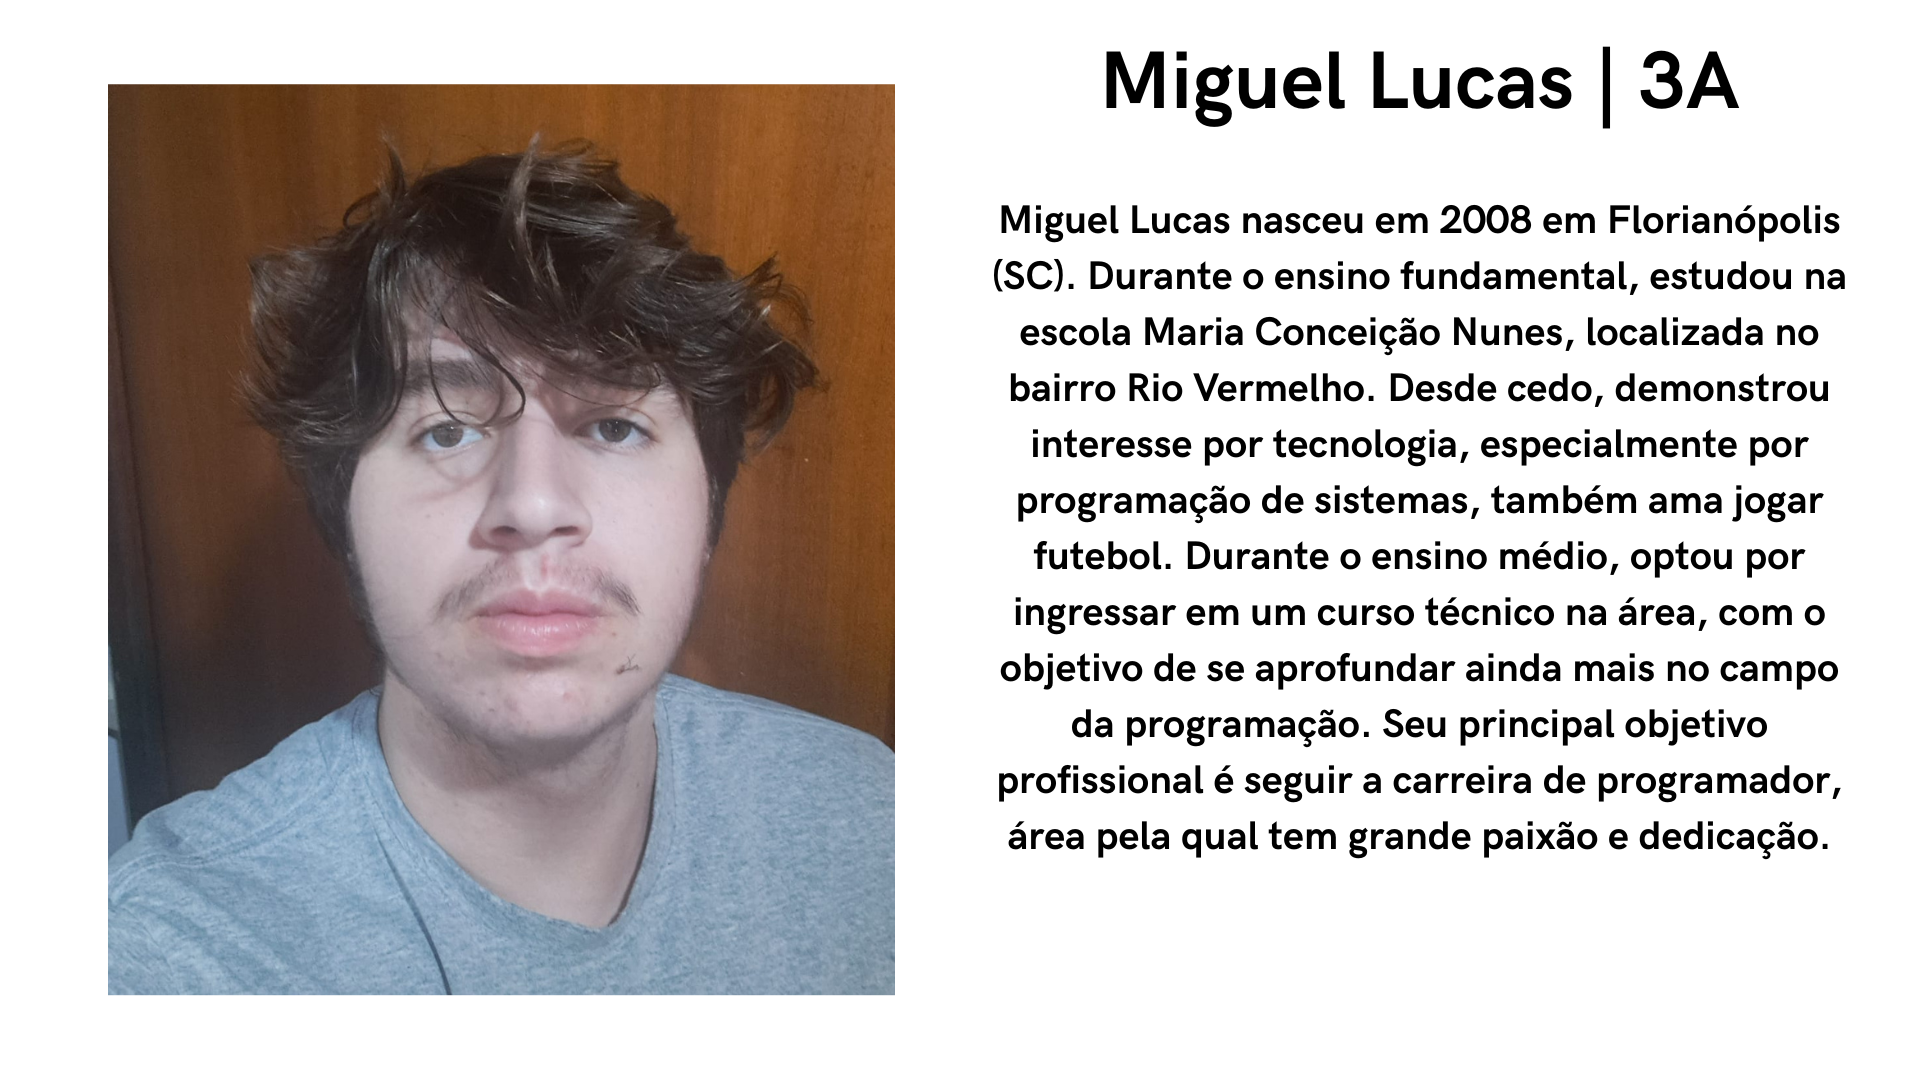 Miguel Lucas | 3A
Miguel Lucas nasceu em 2008 em Florianópolis
(SC). Durante o ensino fundamental, estudou na
escola Maria Conceição Nunes, localizada no
bairro Rio Vermelho. Desde cedo, demonstrou
interesse por tecnologia, especialmente por
programação de sistemas, também ama jogar
futebol. Durante o ensino médio, optou por
ingressar em um curso técnico na área, com o
objetivo de se aprofundar ainda mais no campo
da programação. Seu principal objetivo
profissional é seguir a carreira de programador,
área pela qual tem grande paixão e dedicação.